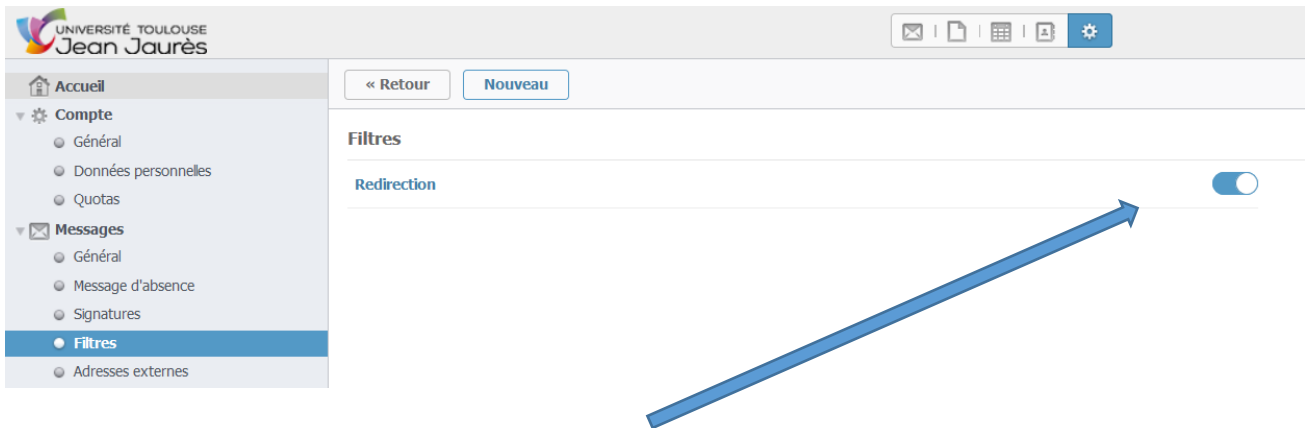 UNIVERSITÉ TOULOUSE
Jean Jaurès
Accueil
Compte
Général
Données personnelles
Quotas
Messages
Général
Message d'absence
Signatures
Filtres
Adresses externes
« Retour
Nouveau
Filtres
Redirection